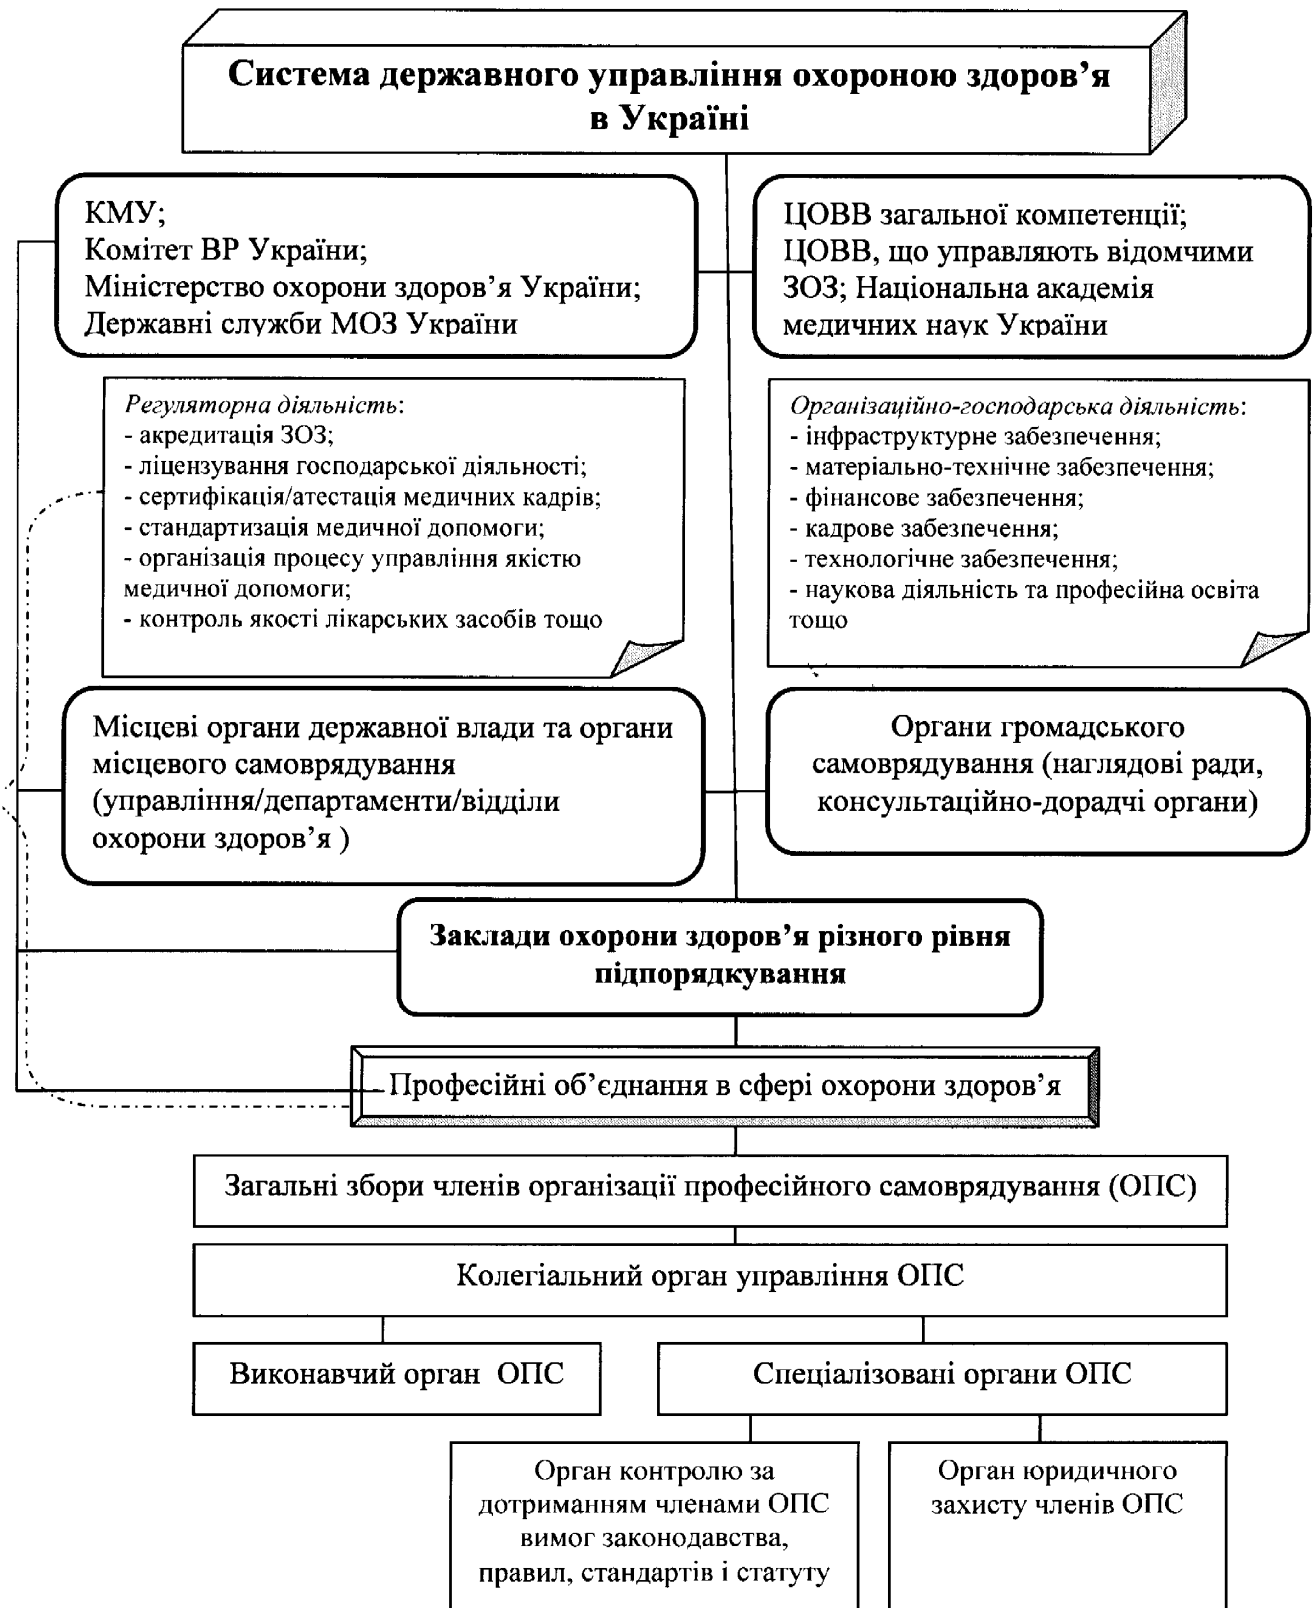 Система державного управління охороною здоров’я
в Україні
КМУ;
Комітет ВР України;
Міністерство охорони здоров’я України;
Державні служби МОЗ України
ЦОВВ загальної компетенції;
ЦОВВ, що управляють відомчими
ЗОЗ; Національна академія
медичних наук України
Регуляторна діяльність:
- акредитація ЗОЗ;
- ліцензування господарської діяльності;
- сертифікація/атестація медичних кадрів;
- стандартизація медичної допомоги;
- організація процесу управління якістю
медичної допомоги;
- контроль якості лікарських засобів тощо
Організаційно-господарська діяльність:
- інфраструктурне забезпечення;
- матеріально-технічне забезпечення;
- фінансове забезпечення;
- кадрове забезпечення;
- технологічне забезпечення;
- наукова діяльність та професійна освіта
тощо
Місцеві органи державної влади та органи
місцевого самоврядування
(управління/департаменти/відділи
охорони здоров’я )
Органи громадського
самоврядування (наглядові ради,
консультаційно-дорадчі органи)
Заклади охорони здоров’я різного рівня
підпорядкування
Професійні об’єднання в сфері охорони здоров’я
Загальні збори членів організації професійного самоврядування (ОПС)
Колегіальний орган управління ОПС
Виконавчий орган ОПС
Спеціалізовані органи ОПС
Орган контролю за
дотриманням членами ОПС
вимог законодавства,
правил, стандартів і статуту
Орган юридичного
захисту членів ОПС